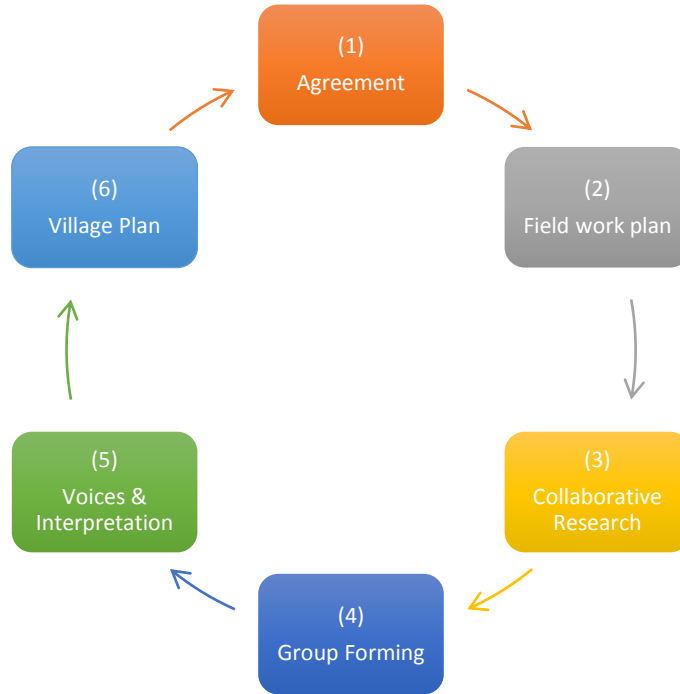 (1)
Agreement
(2)
Field work plan
(3)
Collaborative
Research
(4)
Group Forming
(5)
Voices &
Interpretation
(6)
Village Plan